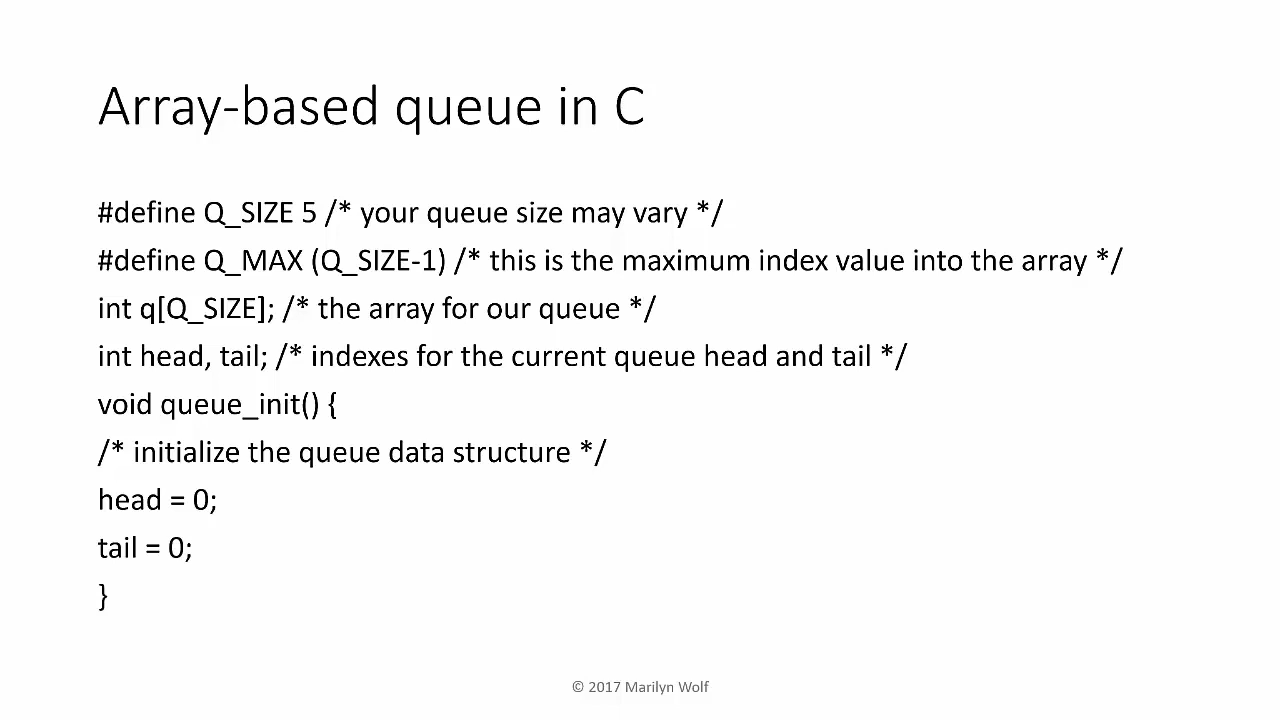 Array-based queue in C
#define Q_SIZE 5 /* your queue size may vary */
#define Q_MAX (Q_SIZE-1) /* this is the maximum index value into the array */
int q[Q_SIZE]; /* the array for our queue */
int head, tail; /* indexes for the current queue head and tail */
void queue_init() {
/* initialize the queue data structure */
head = 0;
tail = 0;
}
© 2017 Marilyn Wolf